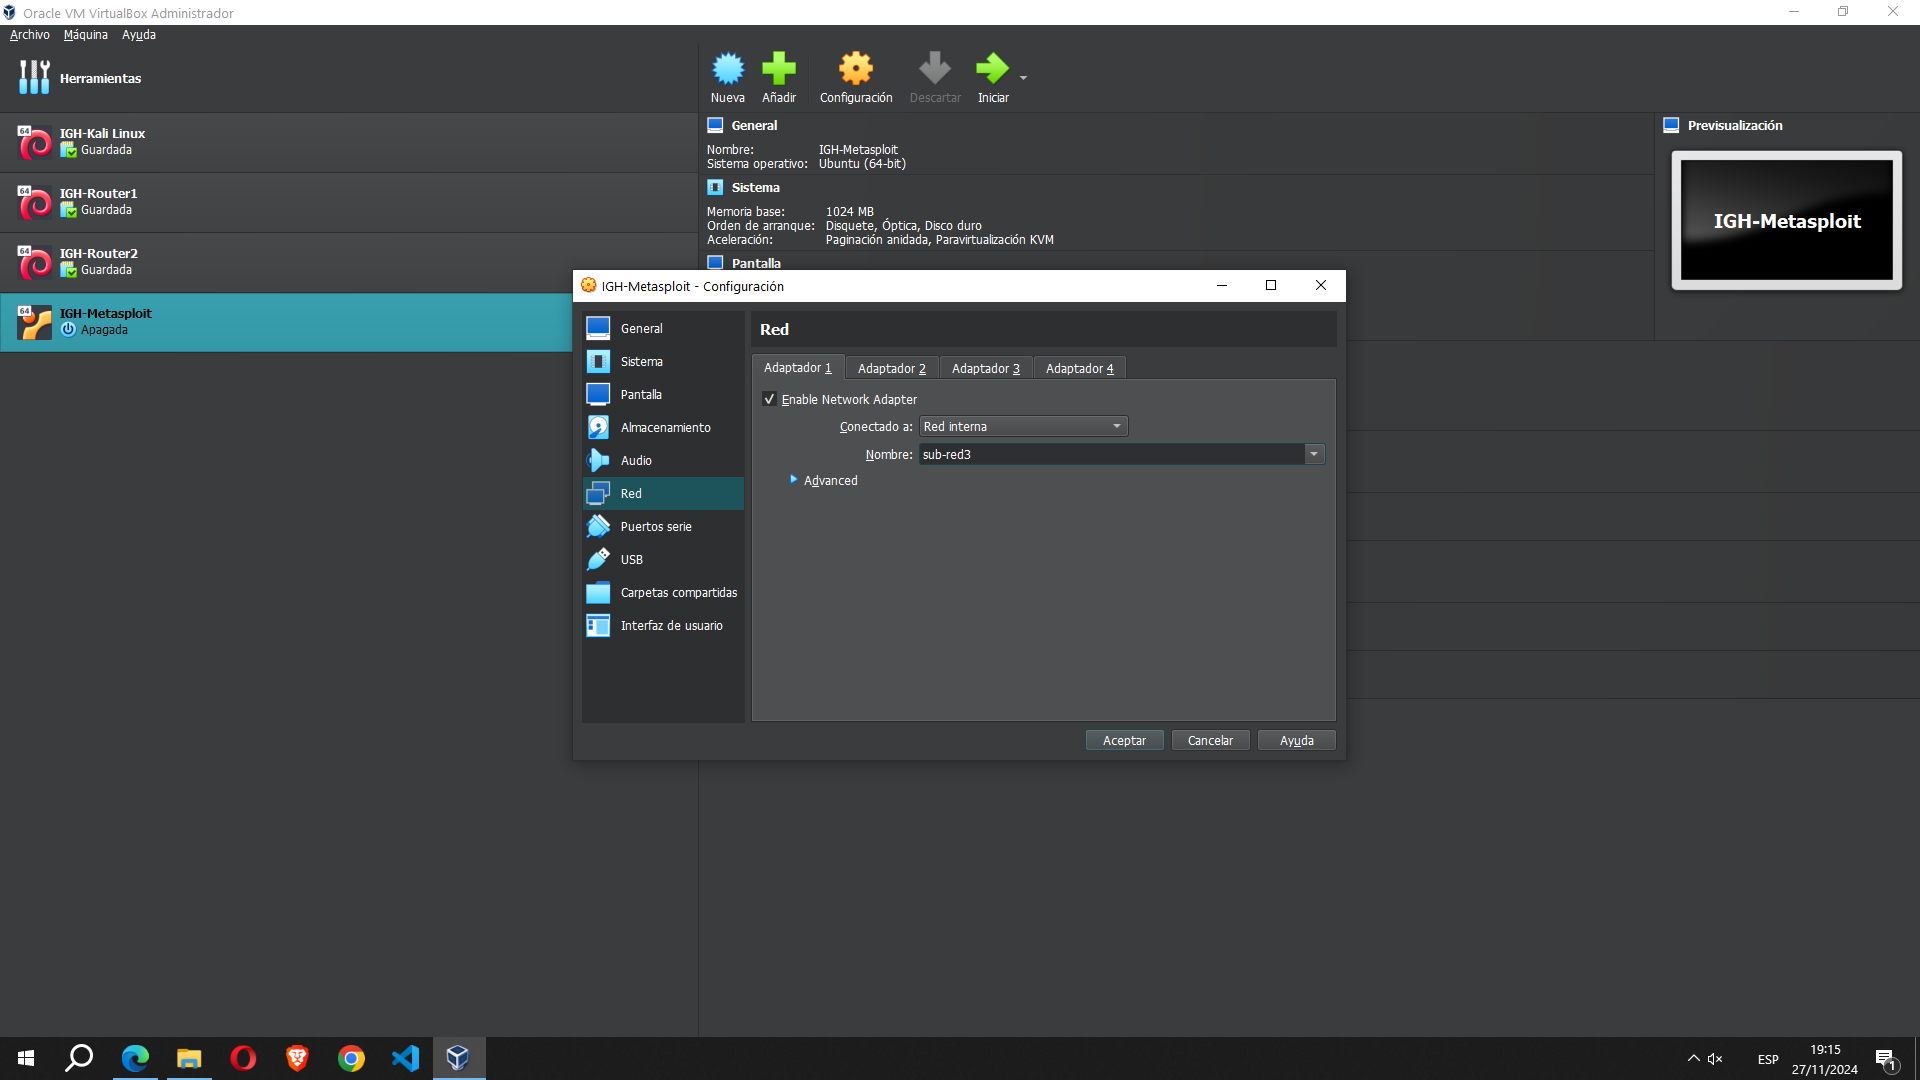 Oracle VM VirtualBox Administrador
Archivo Máquina Ayuda
Herramientas
Nueva Añadir Configuración Descartar Iniciar
64 IGH-Kali Linux
Guardada
64 IGH-Router1
Guardada
64 IGH-Router2
Guardada
64 IGH-Metasploit
Apagada
General
Nombre: IGH-Metasploit
Sistema operativo: Ubuntu (64-bit)
Sistema
Memoria base: 1024 MB
Orden de arranque: Disquete, Óptica, Disco duro
Aceleración: Paginación anidada, Paravirtualización KVM
Pantalla
Previsualización
IGH-Metasploit
IGH-Metasploit - Configuración
General
Sistema
Pantalla
Almacenamiento
Audio
Red
Puertos serie
USB
Carpetas compartidas
Interfaz de usuario
Red
Adaptador 1 Adaptador 2 Adaptador 3 Adaptador 4
Enable Network Adapter
Conectado a: Red interna
Nombre: sub-red3
Advanced
Aceptar Cancelar Ayuda
ESP
19:15
27/11/2024
1